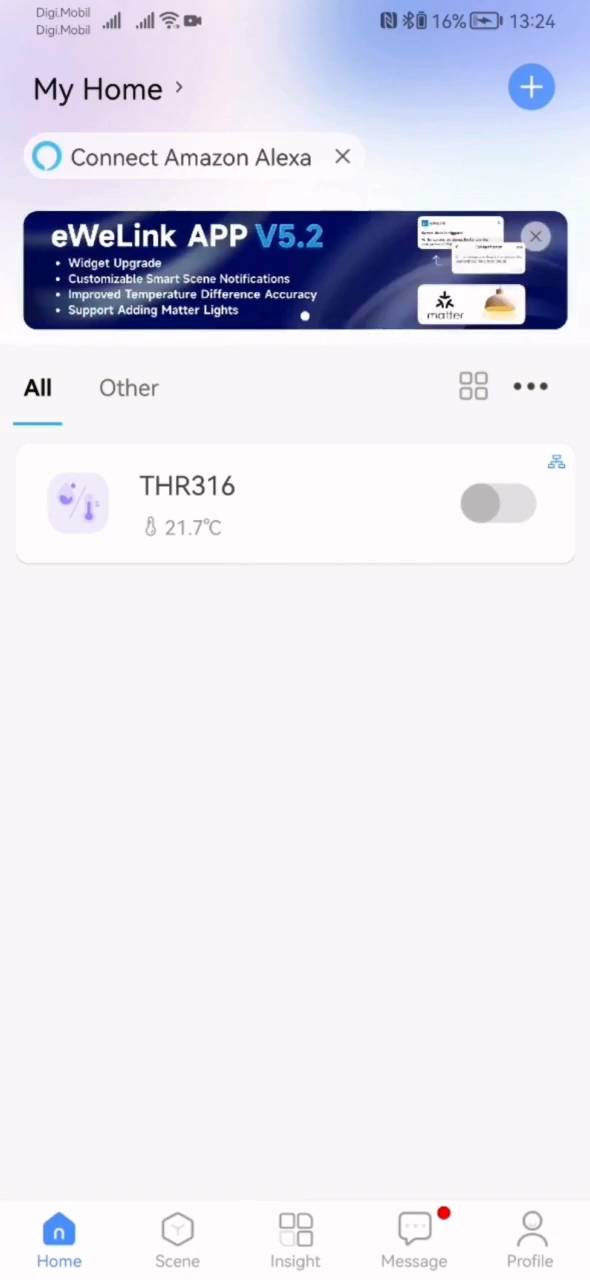 Digi.Mobil
Digi.Mobil
16% 13:24
My Home
Connect Amazon Alexa
eWeLink APP V5.2
• Widget Upgrade
• Customizable Smart Scene Notifications
• Improved Temperature Difference Accuracy
• Support Adding Matter Lights
matter
All Other
THR316
21.7℃
Home Scene Insight Message Profile